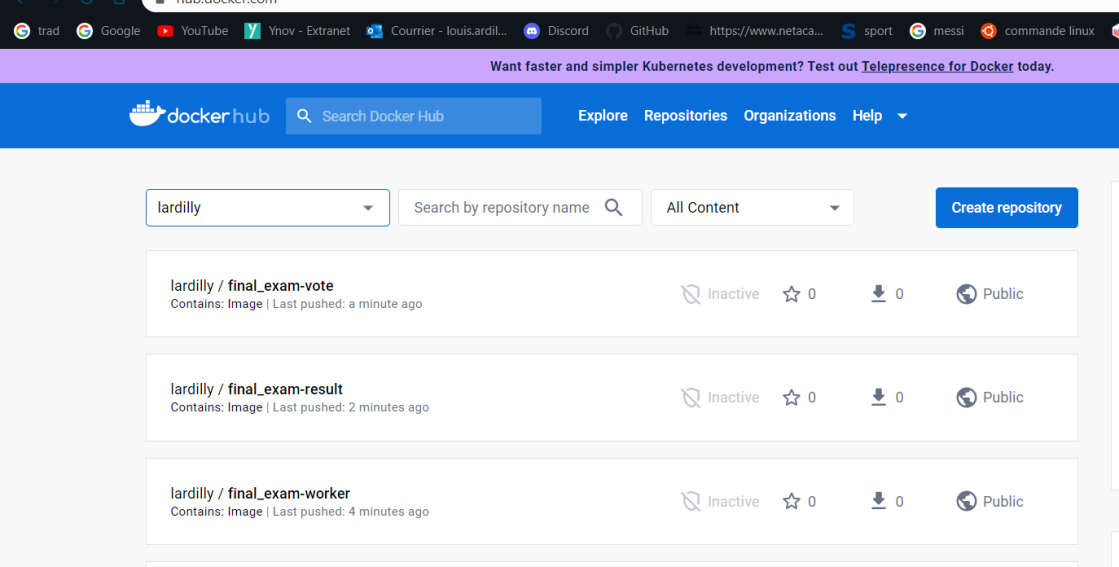 hub.docker.com
trad Google YouTube Ynov - Extranet Courrier - louis.ardil... Discord GitHub https://www.netaca... sport messi commande linux
Want faster and simpler Kubernetes development? Test out Telepresence for Docker today.
dockerhub Search Docker Hub Explore Repositories Organizations Help
lardilly Search by repository name All Content Create repository
lardilly / final_exam-vote
Contains: Image | Last pushed: a minute ago
Inactive 0 0 Public
lardilly / final_exam-result
Contains: Image | Last pushed: 2 minutes ago
Inactive 0 0 Public
lardilly / final_exam-worker
Contains: Image | Last pushed: 4 minutes ago
Inactive 0 0 Public